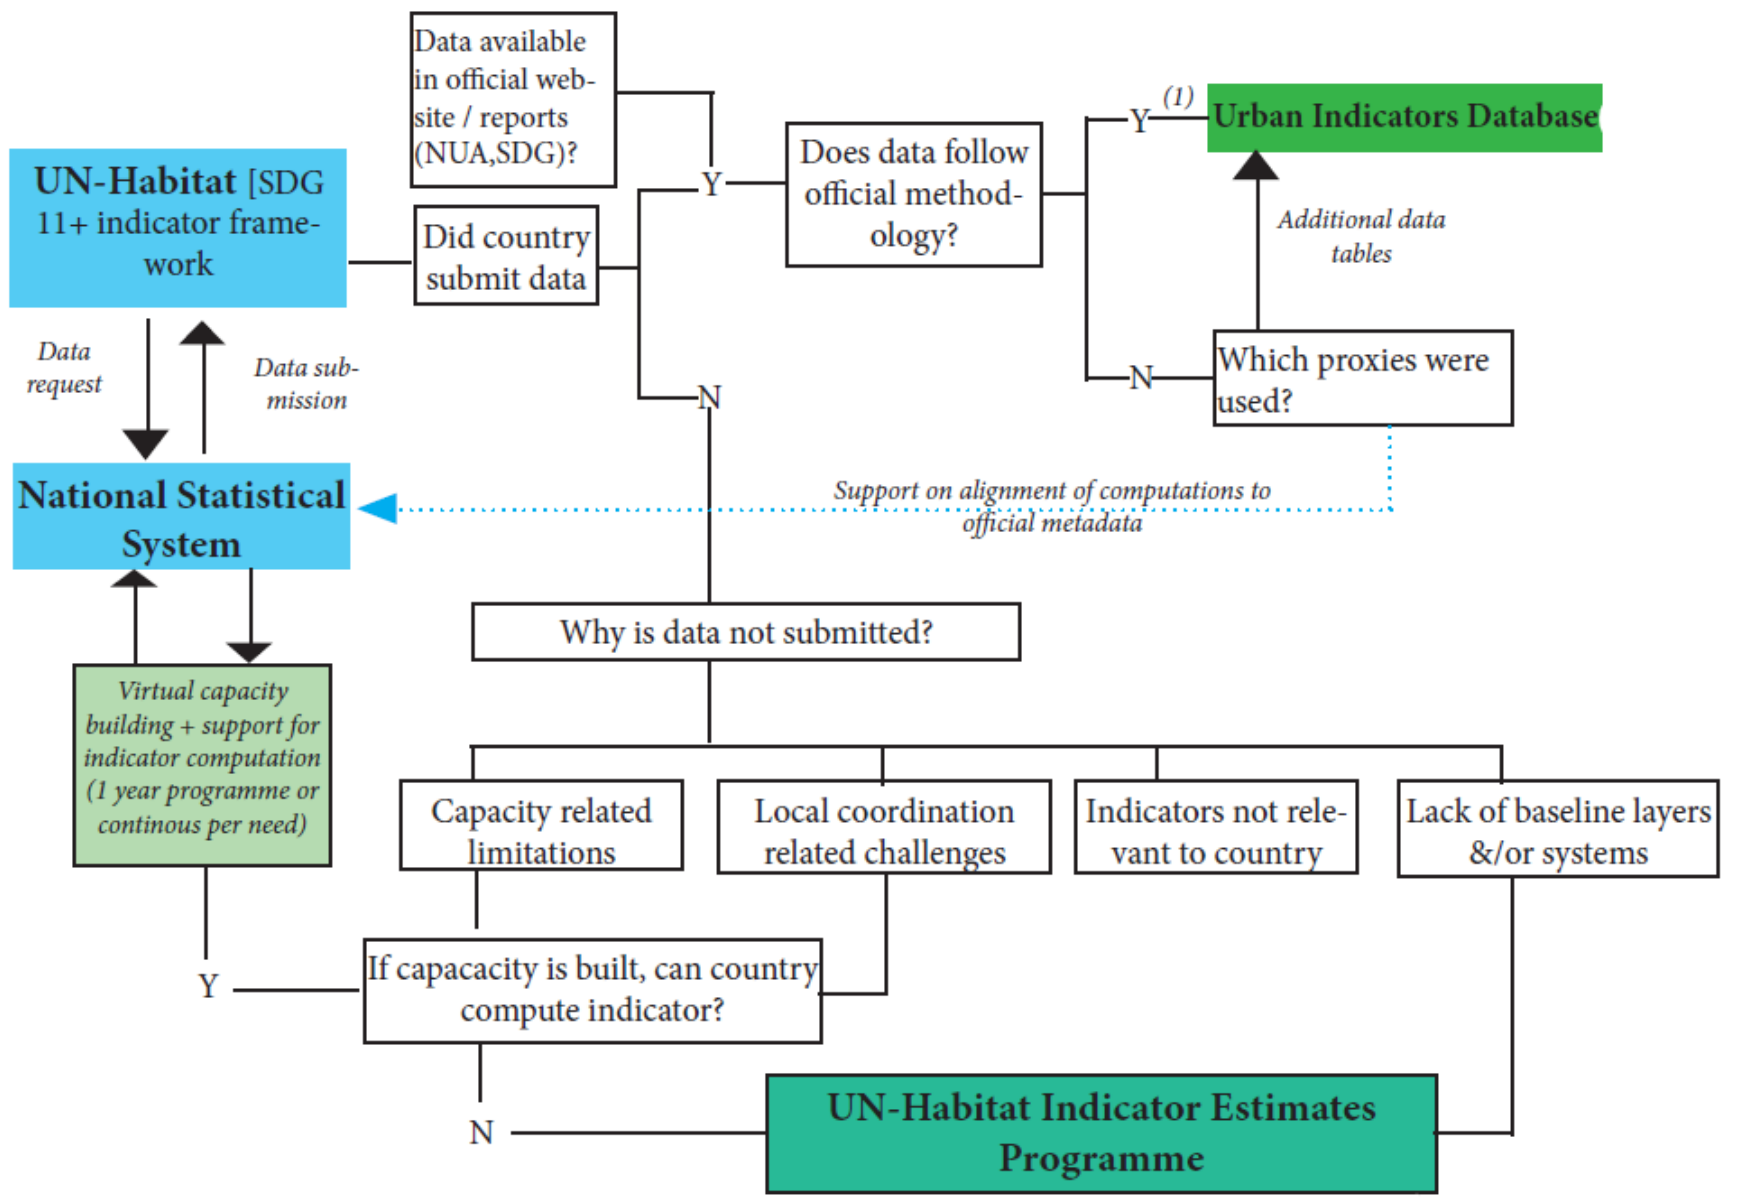 Data available
in official web-
site / reports
(NUA,SDG)?
UN-Habitat [SDG
11+ indicator frame-
work
Did country
submit data
Y
Does data follow
official method-
ology?
Y
(1)
Urban Indicators Database
Additional data
tables
N
Which proxies were
used?
Data
request
Data sub-
mission
N
National Statistical
System
Support on alignment of computations to
official metadata
Why is data not submitted?
Virtual capacity
building + support for
indicator computation
(1 year programme or
continous per need)
Capacity related
limitations
Local coordination
related challenges
Indicators not rele-
vant to country
Lack of baseline layers
&/or systems
Y
If capacacity is built, can country
compute indicator?
N
UN-Habitat Indicator Estimates
Programme